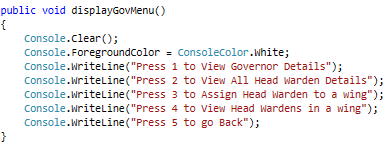 public void displayGovMenu()
{
    Console.Clear();
    Console.ForegroundColor = ConsoleColor.White;
    Console.WriteLine("Press 1 to View Governor Details");
    Console.WriteLine("Press 2 to View All Head Warden Details");
    Console.WriteLine("Press 3 to Assign Head Warden to a wing");
    Console.WriteLine("Press 4 to View Head Wardens in a wing");
    Console.WriteLine("Press 5 to go Back");
}